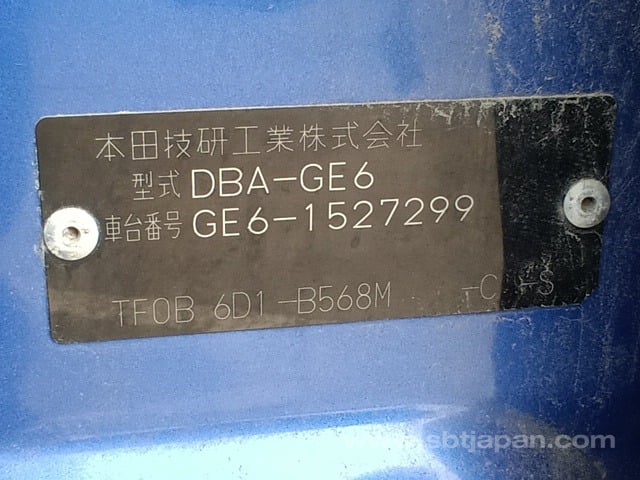 本田技研工業株式会社
型式 DBA-GE6
車台番号 GE6-1527299
TF0B 6D1-B568M -C -S
sbtjapan.com